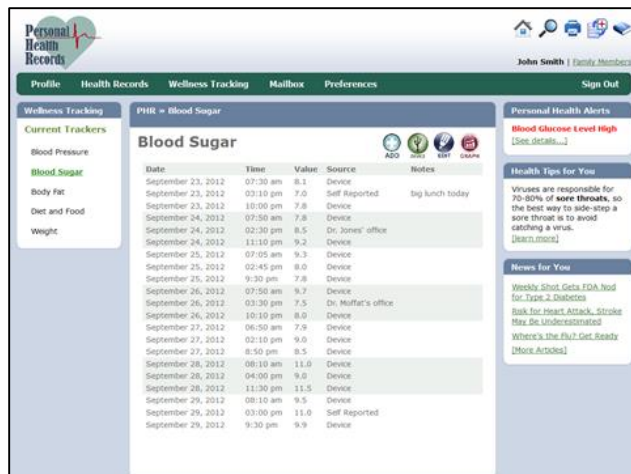 Personal
Health
Records
John Smith | Family Members
Profile Health Records Wellness Tracking Mailbox Preferences Sign Out
Wellness Tracking
Current Trackers
Blood Pressure
Blood Sugar
Body Fat
Diet and Food
Weight
PHR » Blood Sugar
Blood Sugar
ADD EDIT GRAPH
Date Time Value Source Notes
September 23, 2012 07:30 am 8.1 Device
September 23, 2012 03:10 pm 7.0 Self Reported big lunch today
September 23, 2012 10:00 pm 7.8 Device
September 24, 2012 07:50 am 7.8 Device
September 24, 2012 02:30 pm 8.5 Dr. Jones' office
September 24, 2012 11:10 pm 9.2 Device
September 25, 2012 07:05 am 9.3 Device
September 25, 2012 02:45 pm 8.0 Device
September 25, 2012 9:30 pm 7.8 Device
September 26, 2012 07:50 am 9.7 Device
September 26, 2012 03:30 pm 7.5 Dr. Moffat's office
September 26, 2012 10:10 pm 8.0 Device
September 27, 2012 06:50 am 7.9 Device
September 27, 2012 02:10 pm 9.0 Device
September 27, 2012 8:50 pm 8.5 Device
September 28, 2012 08:10 am 11.0 Device
September 28, 2012 04:00 pm 9.0 Device
September 28, 2012 11:30 pm 11.5 Device
September 29, 2012 08:10 am 9.5 Device
September 29, 2012 03:00 pm 11.0 Self Reported
September 29, 2012 9:30 pm 9.9 Device
Personal Health Alerts
Blood Glucose Level High
[See details...]
Health Tips for You
Viruses are responsible for
70-80% of sore throats, so
the best way to side-step a
sore throat is to avoid
catching a virus.
[learn more]
News for You
Weekly Shot Gets FDA Nod
for Type 2 Diabetes
Risk for Heart Attack, Stroke
May Be Underestimated
Where's the Flu? Get Ready
[More Articles]